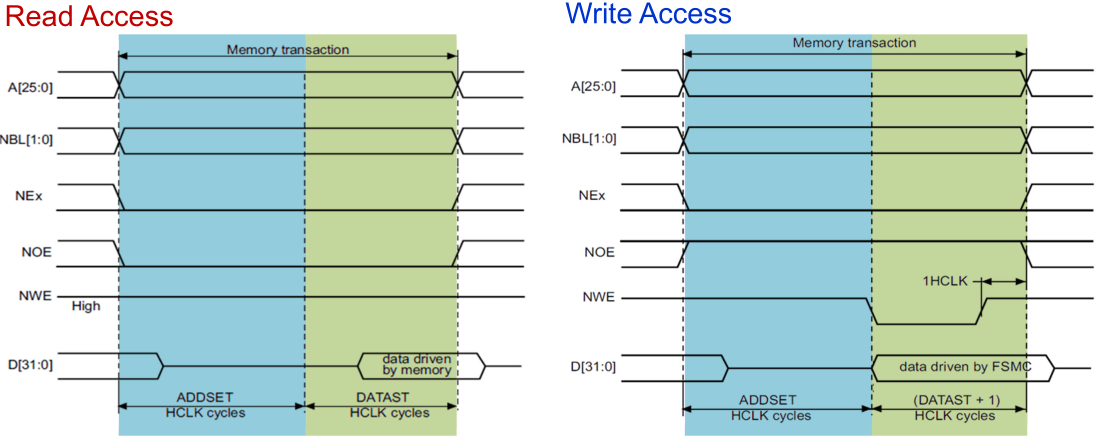 Read Access
Memory transaction
A[25:0]
NBL[1:0]
NEx
NOE
NWE
High
D[31:0]
data driven
by memory
ADDSET
HCLK cycles
DATAST
HCLK cycles
Write Access
Memory transaction
A[25:0]
NBL[1:0]
NEx
NOE
1HCLK
NWE
D[31:0]
data driven by FSMC
ADDSET
HCLK cycles
(DATAST + 1)
HCLK cycles